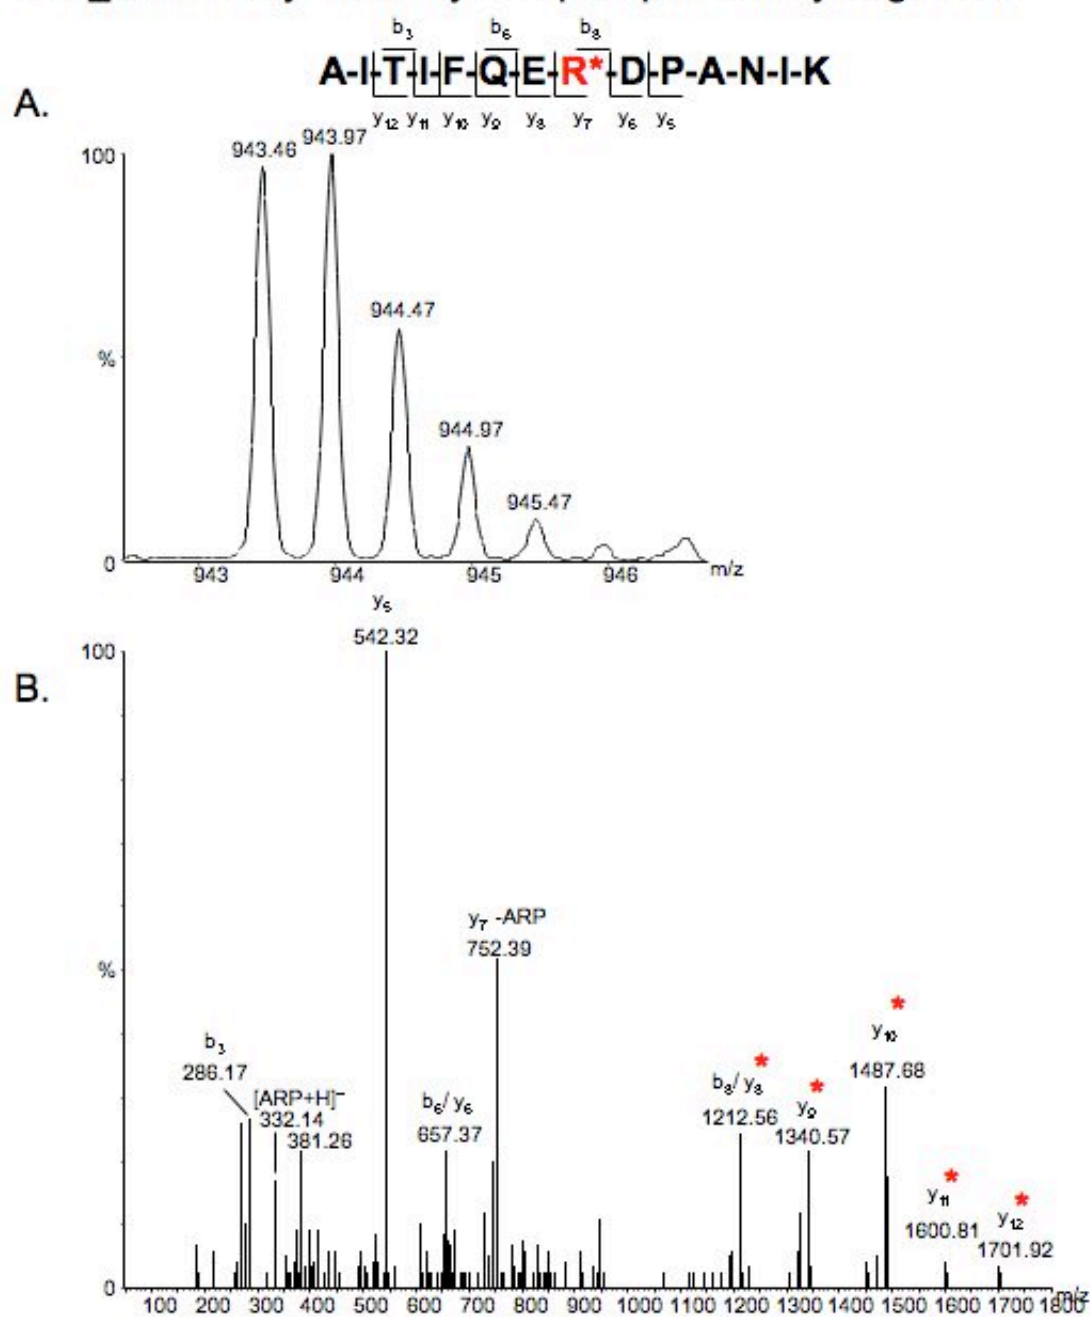 b3 b6 b8
A-I-T-I-F-Q-E-R*-D-P-A-N-I-K
y12 y11 y10 y9 y8 y7 y6 y5
A.
943.46 943.97
100
944.47
%
944.97
945.47
0
943 944 945 946 m/z
y5
542.32
100
B.
y7 -ARP
752.39
%
*
y10
1487.68
b3
286.17
*
b8/ y8
1212.56
*
y9
1340.57
[ARP+H]–
332.14
381.26
b6/ y6
657.37
*
y11
1600.81
*
y12
1701.92
0
100 200 300 400 500 600 700 800 900 1000 1100 1200 1300 1400 1500 1600 1700 1800 m/z